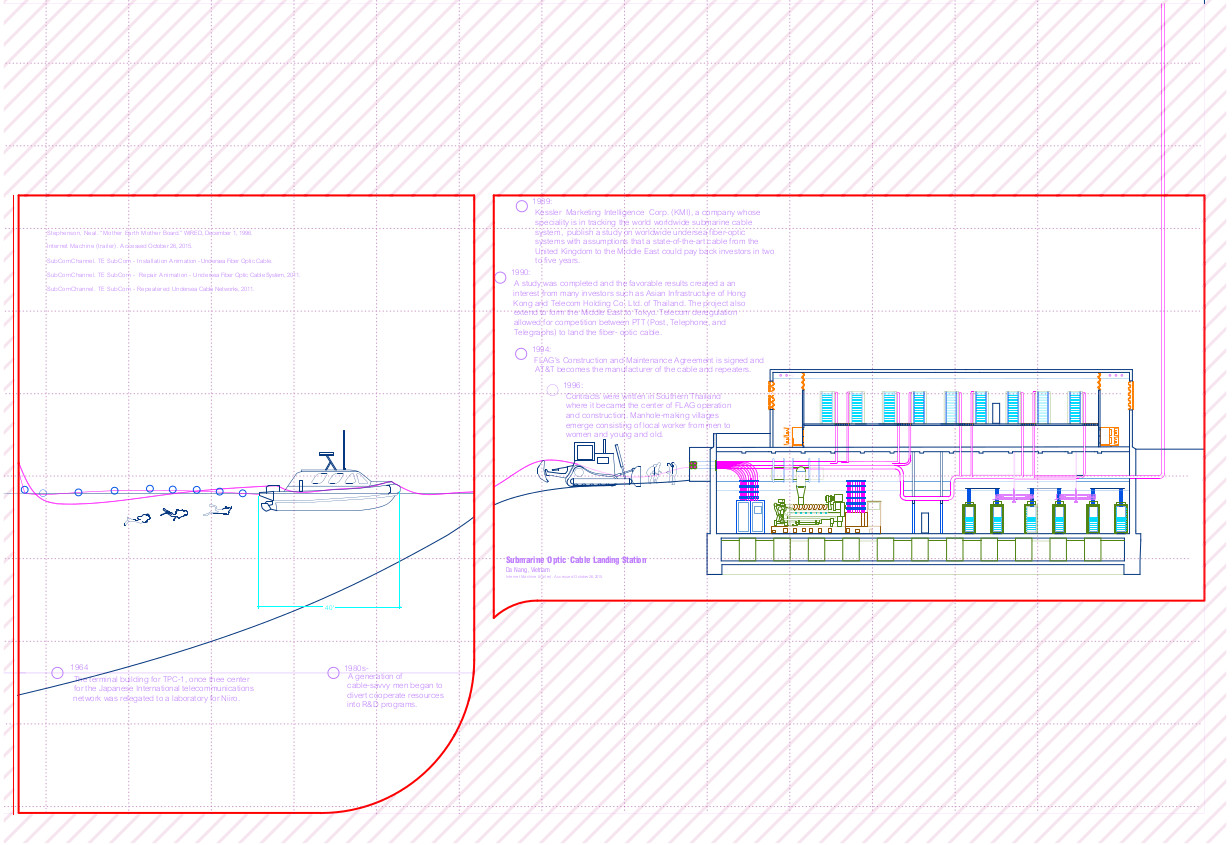 Stephenson, Neal. "Mother Earth Mother Board." WIRED. December 1, 1996.
Internet Machine (trailer). Accessed October 26, 2015.
SubComChannel. TE SubCom - Installation Animation - Undersea Fiber Optic Cable.
SubComChannel. TE SubCom - Repair Animation - Undersea Fiber Optic Cable System. 2011.
SubComChannel. TE SubCom - Repeatered Undersea Cable Networks, 2011.
1989:
Kessler Marketing Intelligence Corp. (KMI), a company whose
speciality is in tracking the world worldwide submarine cable
system, publish a study on worldwide undersea fiber-optic
systems with assumptions that a state-of-the-art cable from the
United Kingdom to the Middle East could pay back investors in two
to five years.
1990:
A study was completed and the favorable results created a an
interest from many investors such as Asian Infrastructure of Hong
Kong and Telecom Holding Co. Ltd. of Thailand. The project also
extend to form the Middle East to Tokyo. Telecom deregulation
allowed for competition between PTT (Post, Telephone, and
Telegraphs) to land the fiber- optic cable.
1994:
FLAG's Construction and Maintenance Agreement is signed and
AT&T becomes the manufacturer of the cable and repeaters.
1996:
Contracts were written in Southern Thailand
where it became the center of FLAG operation
and construction. Manhole-making villages
emerge consisting of local worker from men to
women and young and old.
Submarine Optic Cable Landing Station
Da Nang, Vietnam
40'
1964
The terminal building for TPC-1, once thee center
for the Japanese International telecommunications
network was relegated to a laboratory for Niiro.
1980s-
A generation of
cable-savvy men began to
divert cooperate resources
into R&D programs.